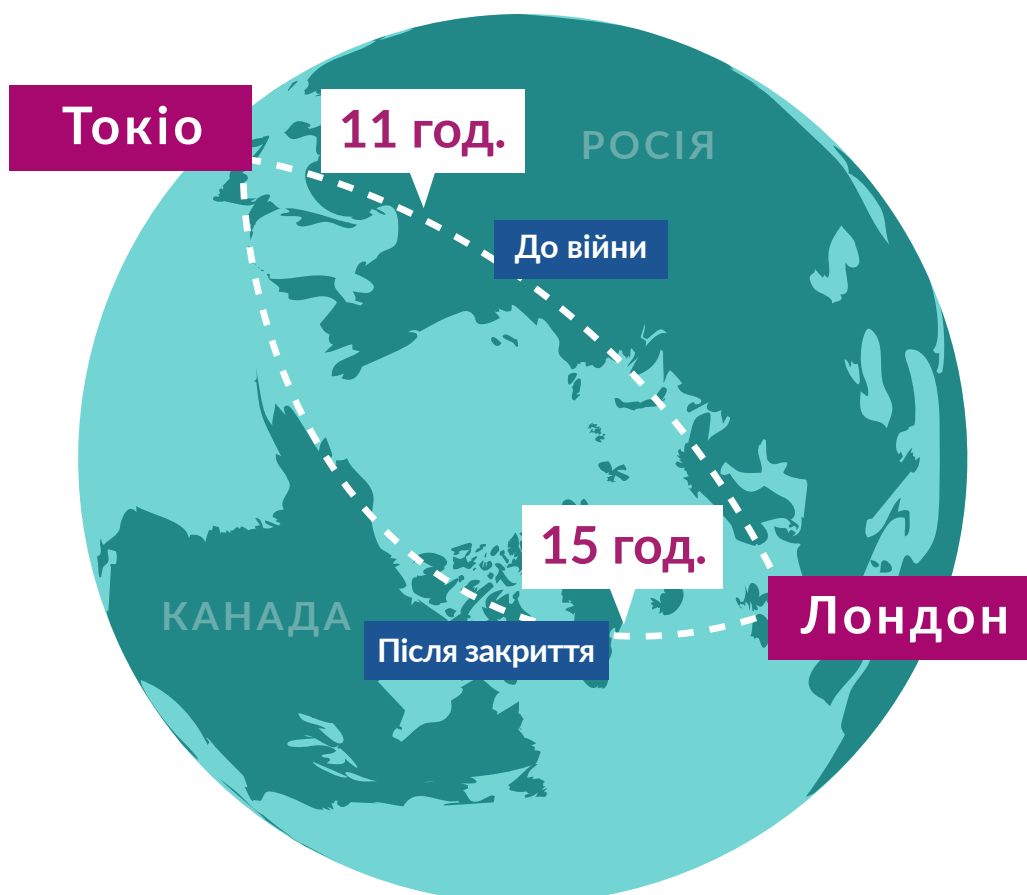 Токіо
11 год.
РОСІЯ
До війни
15 год.
КАНАДА
Лондон
Після закриття